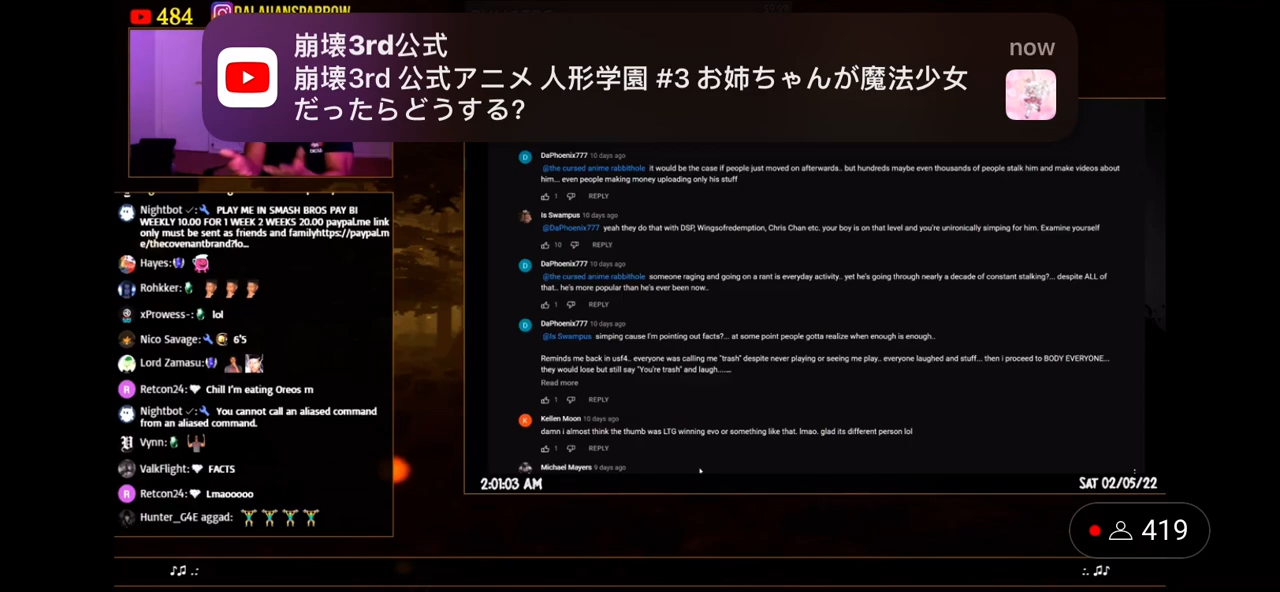 484
DALAUANSPARROW
崩壊3rd公式
now
崩壊3rd 公式アニメ 人形学園 #3 お姉ちゃんが魔法少女
だったらどうする?
Nightbot PLAY ME IN SMASH BROS PAY BI
WEEKLY 10.00 FOR 1 WEEK 2 WEEKS 20.00 paypal.me link
only must be sent as friends and familyhttps://paypal.m
e/thecovenantbrand?lo...
Hayes:
Rohkker:
xProwess-: lol
Nico Savage: 6'5
Lord Zamasu:
Retcon24: Chill I'm eating Oreos rn
Nightbot : You cannot call an aliased command
from an aliased command.
Vynn:
ValkFlight: FACTS
Retcon24: Lmaooooo
Hunter_G4E aggad:
DaPhoenix777 10 days ago
@the cursed anime rabbithole it would be the case if people just moved on afterwards.. but hundreds maybe even thousands of people stalk him and make videos about
him... even people making money uploading only his stuff
1 REPLY
Is Swampus 10 days ago
@DaPhoenix777 yeah they do that with DSP, Wingsofredemption, Chris Chan etc. your boy is on that level and you're unironically simping for him. Examine yourself
10 REPLY
DaPhoenix777 10 days ago
@the cursed anime rabbithole someone raging and going on a rant is everyday activity.. yet he's going through nearly a decade of constant stalking?... despite ALL of
that.. he's more popular than he's ever been now..
1 REPLY
DaPhoenix777 10 days ago
@Is Swampus simping cause I'm pointing out facts?... at some point people gotta realize when enough is enough..
Reminds me back in usf4.. everyone was calling me "trash" despite never playing or seeing me play.. everyone laughed and stuff... then i proceed to BODY EVERYONE...
they would lose but still say "You're trash" and laugh......
Read more
1 REPLY
Kellen Moon 10 days ago
damn i almost think the thumb was LTG winning evo or something like that. lmao. glad its different person lol
1 REPLY
Michael Mayers 9 days ago
2:01:03 AM
SAT 02/05/22
419